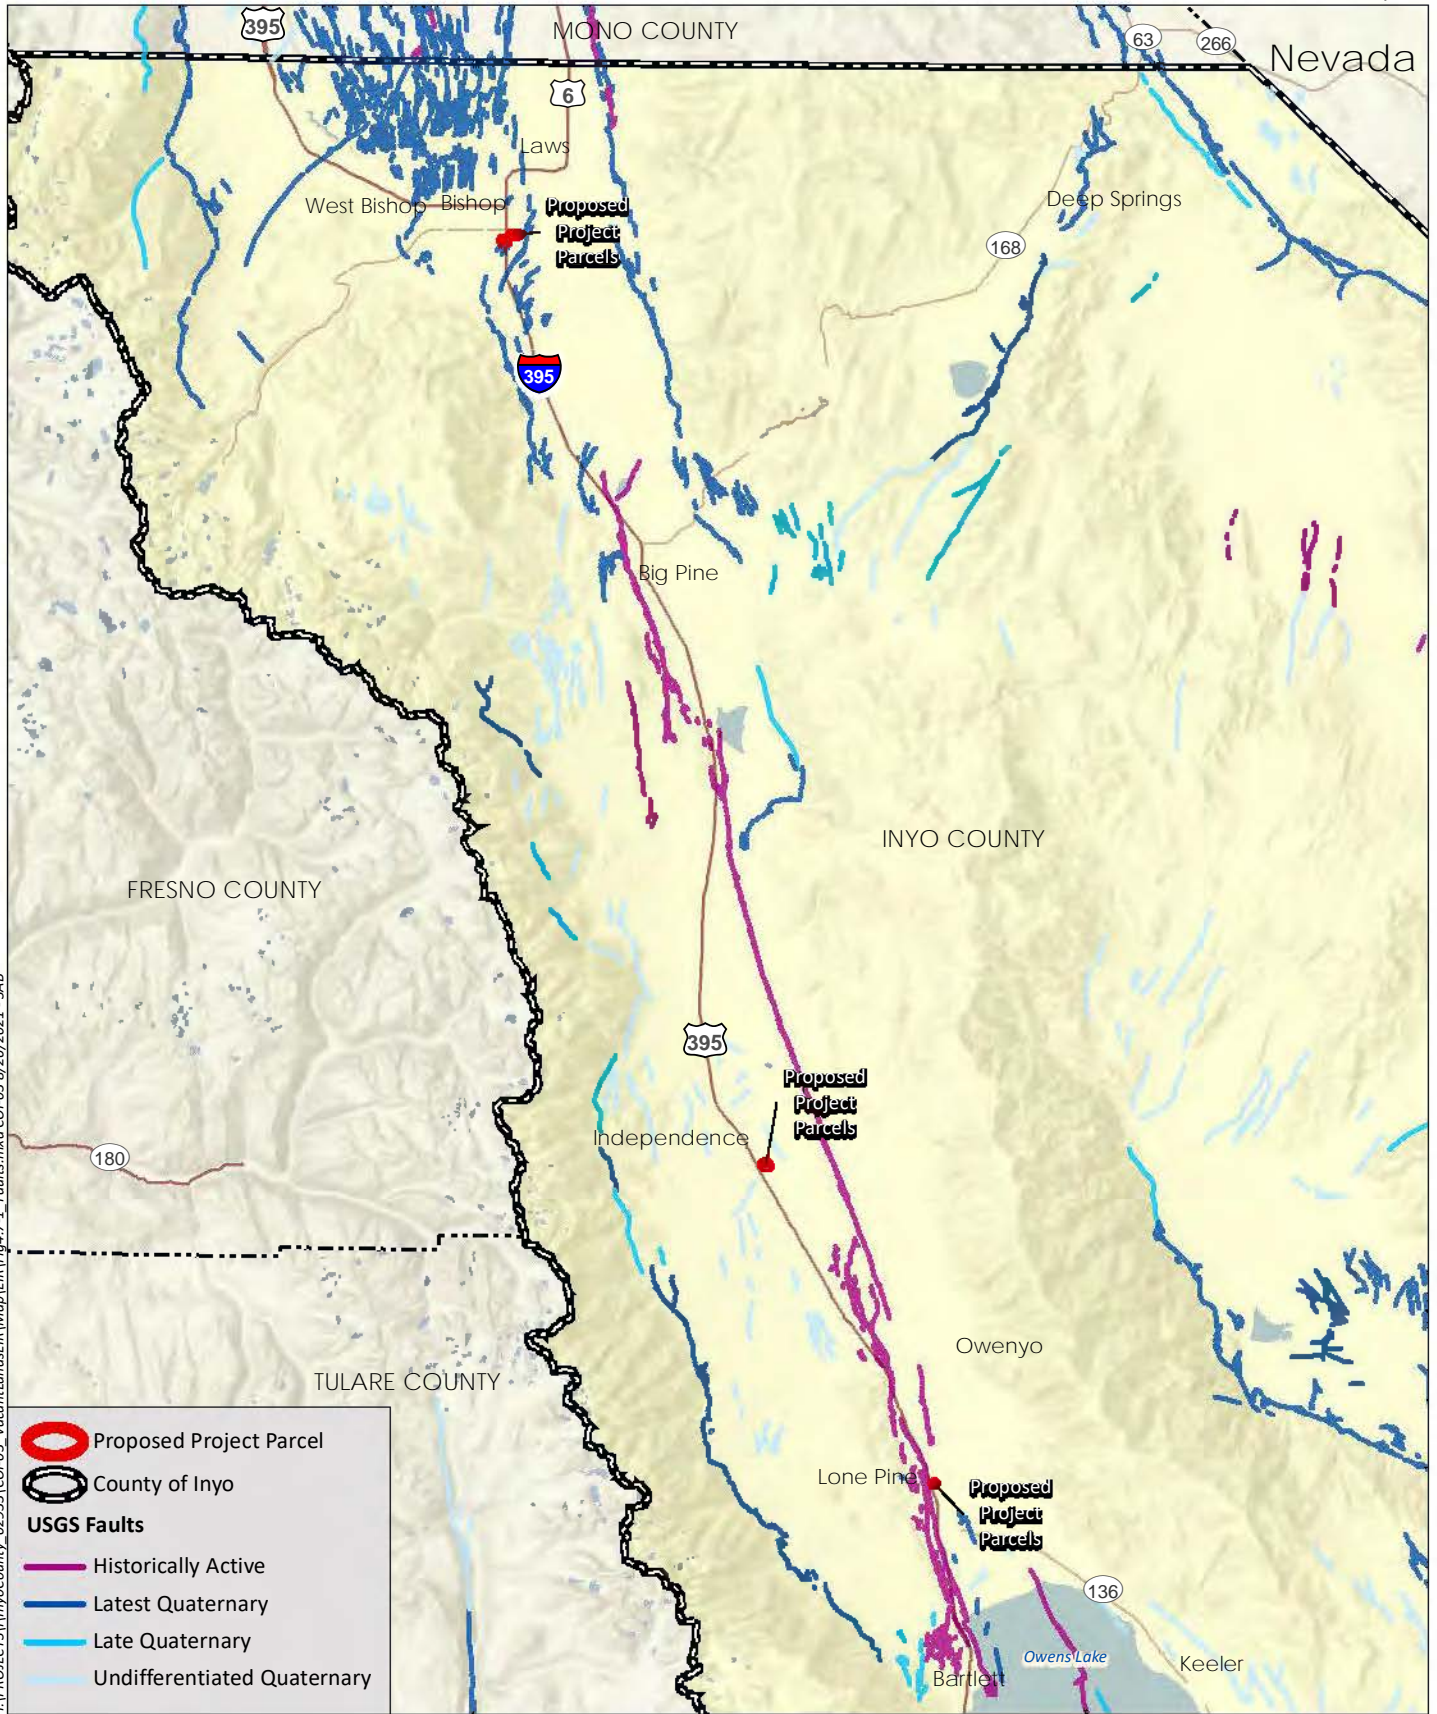 MONO COUNTY
395
63
266
Nevada
6
Laws
West Bishop
Bishop
Proposed
Project
Parcels
Deep Springs
168
395
Big Pine
INYO COUNTY
FRESNO COUNTY
395
Proposed
Project
Parcels
Independence
180
Owenyo
TULARE COUNTY
Lone Pine
Proposed
Project
Parcels
136
Owens Lake
Keeler
Bartlett
Proposed Project Parcel
County of Inyo
USGS Faults
Historically Active
Latest Quaternary
Late Quaternary
Undifferentiated Quaternary